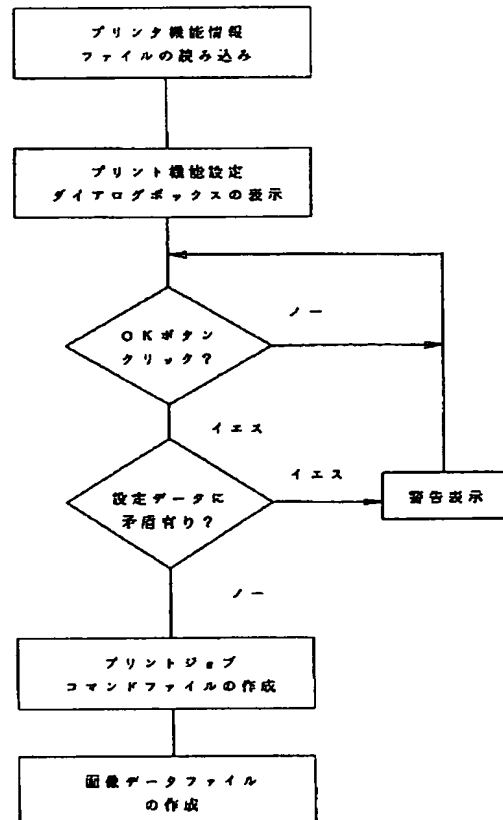 プリンタ機能情報
ファイルの読み込み
プリント機能設定
ダイアログボックスの表示
OKボタン
クリック？
ノー
イエス
設定データに
矛盾有り？
イエス
警告表示
ノー
プリントジョブ
コマンドファイルの作成
画像データファイル
の作成